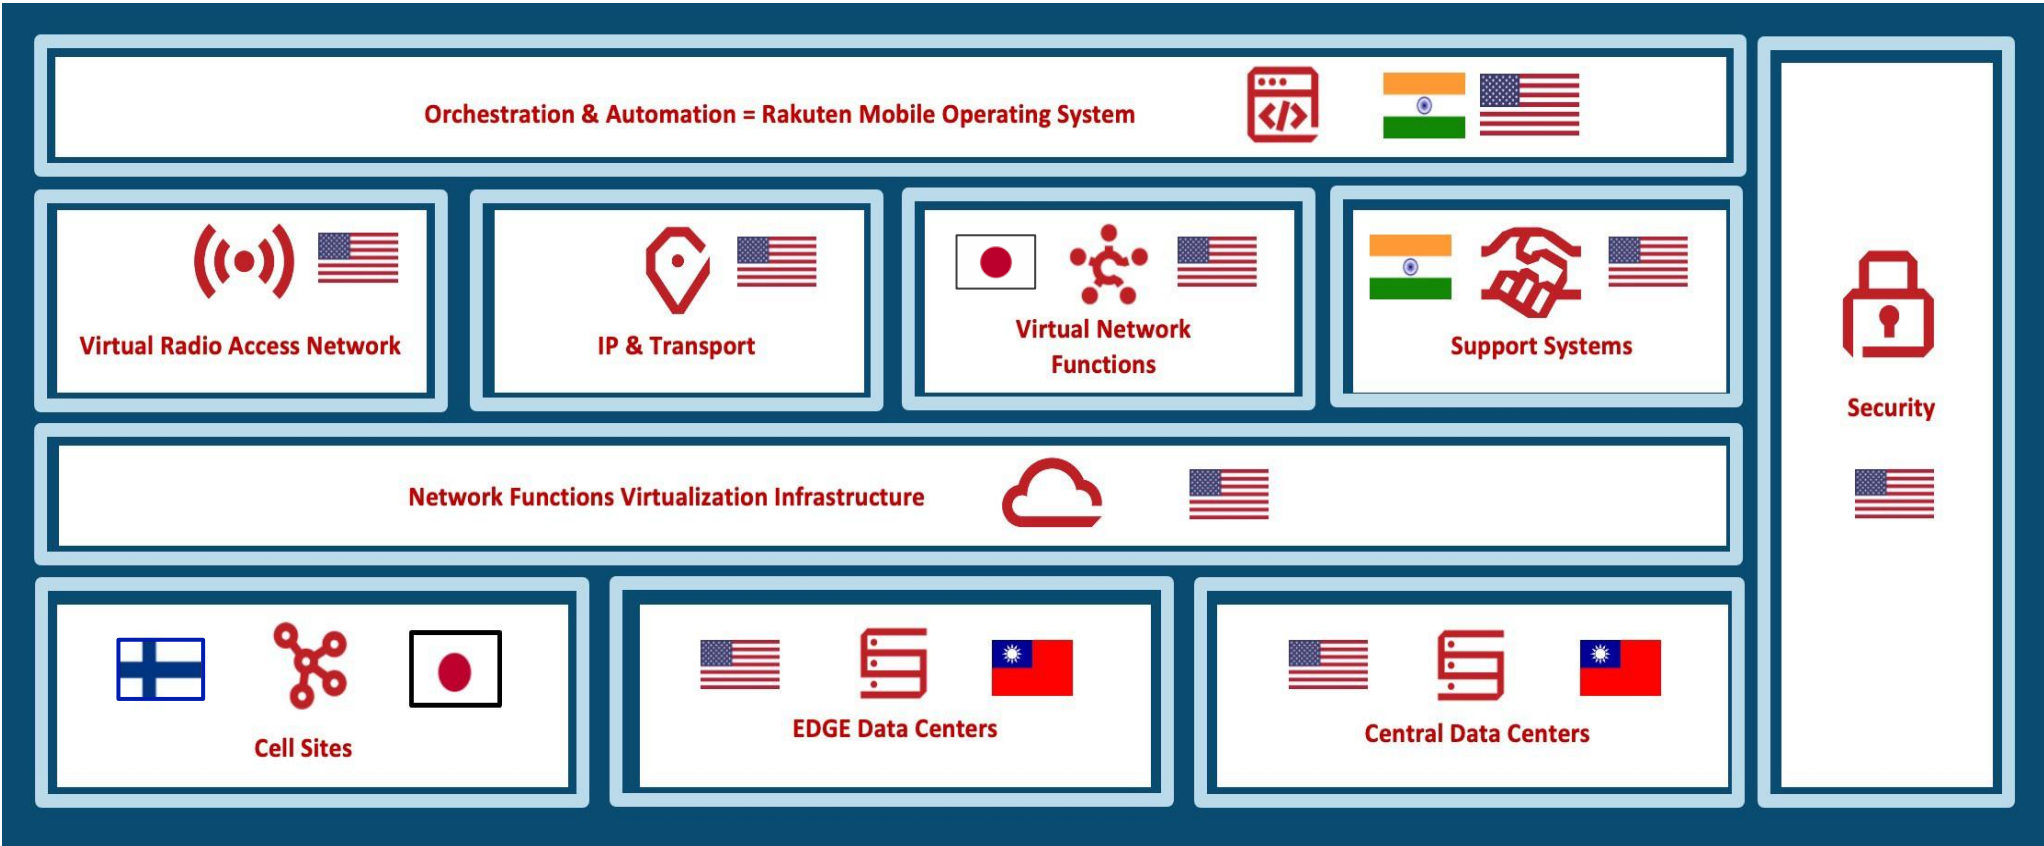 Orchestration & Automation = Rakuten Mobile Operating System
Virtual Radio Access Network
IP & Transport
Virtual Network
Functions
Support Systems
Security
Network Functions Virtualization Infrastructure
Cell Sites
EDGE Data Centers
Central Data Centers